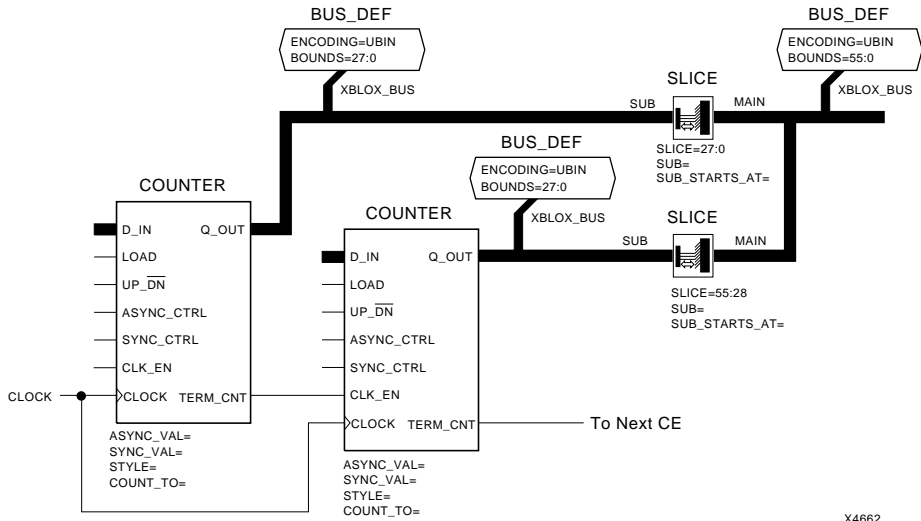 BUS_DEF
ENCODING=UBIN
BOUNDS=27:0
XBLOX_BUS
BUS_DEF
ENCODING=UBIN
BOUNDS=55:0
XBLOX_BUS
SLICE
SUB
MAIN
SLICE=27:0
SUB=
SUB_STARTS_AT=
BUS_DEF
ENCODING=UBIN
BOUNDS=27:0
XBLOX_BUS
SLICE
SUB
MAIN
SLICE=55:28
SUB=
SUB_STARTS_AT=
COUNTER
D_IN
Q_OUT
LOAD
UP_DN
ASYNC_CTRL
SYNC_CTRL
CLK_EN
CLOCK
CLOCK
TERM_CNT
ASYNC_VAL=
SYNC_VAL=
STYLE=
COUNT_TO=
COUNTER
D_IN
Q_OUT
LOAD
UP_DN
ASYNC_CTRL
SYNC_CTRL
CLK_EN
CLOCK
TERM_CNT
To Next CE
ASYNC_VAL=
SYNC_VAL=
STYLE=
COUNT_TO=
X4662